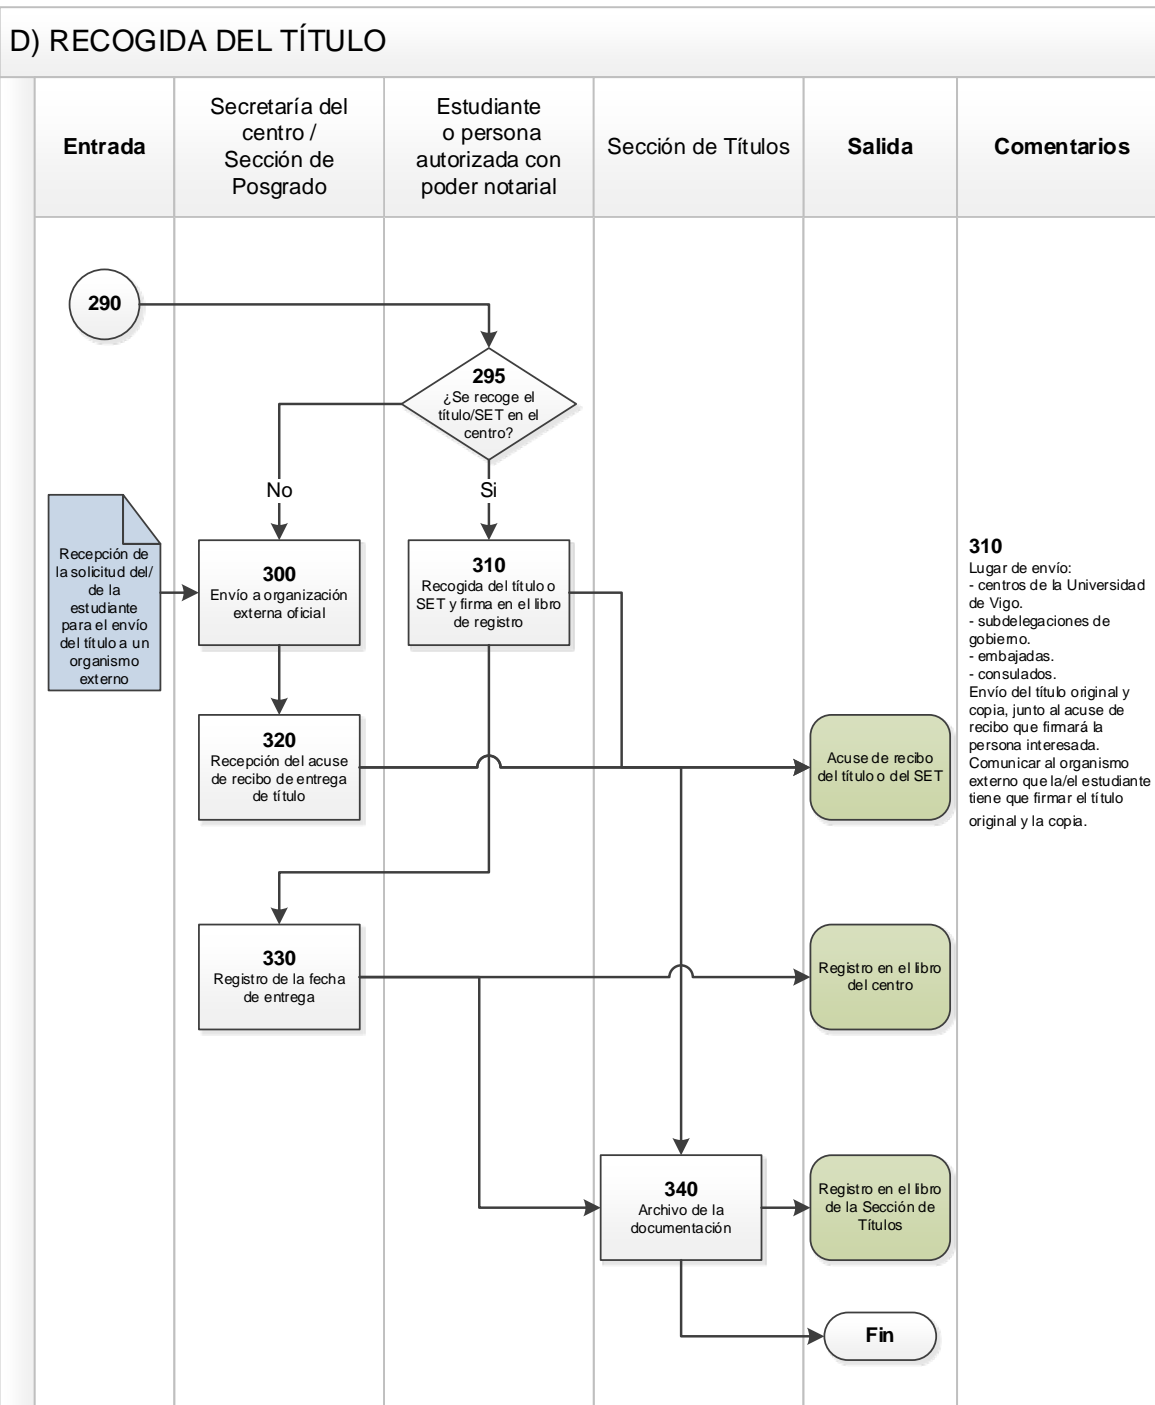 D) RECOGIDA DEL TÍTULO
Entrada
Secretaría del
centro /
Sección de
Posgrado
Estudiante
o persona
autorizada con
poder notarial
Sección de Títulos
Salida
Comentarios
290
295
¿Se recoge el
título/SET en el
centro?
No
Si
Recepción de
la solicitud del/
de la
estudiante
para el envío
del título a un
organismo
externo
300
Envío a organización
externa oficial
310
Recogida del título o
SET y firma en el libro
de registro
310
Lugar de envío:
- centros de la Universidad
de Vigo.
- subdelegaciones de
gobierno.
- embajadas.
- consulados.
Envío del título original y
copia, junto al acuse de
recibo que firmará la
persona interesada.
Comunicar al organismo
externo que la/el estudiante
tiene que firmar el título
original y la copia.
320
Recepción del acuse
de recibo de entrega
de título
Acuse de recibo
del título o del SET
330
Registro de la fecha
de entrega
Registro en el libro
del centro
340
Archivo de la
documentación
Registro en el libro
de la Sección de
Títulos
Fin